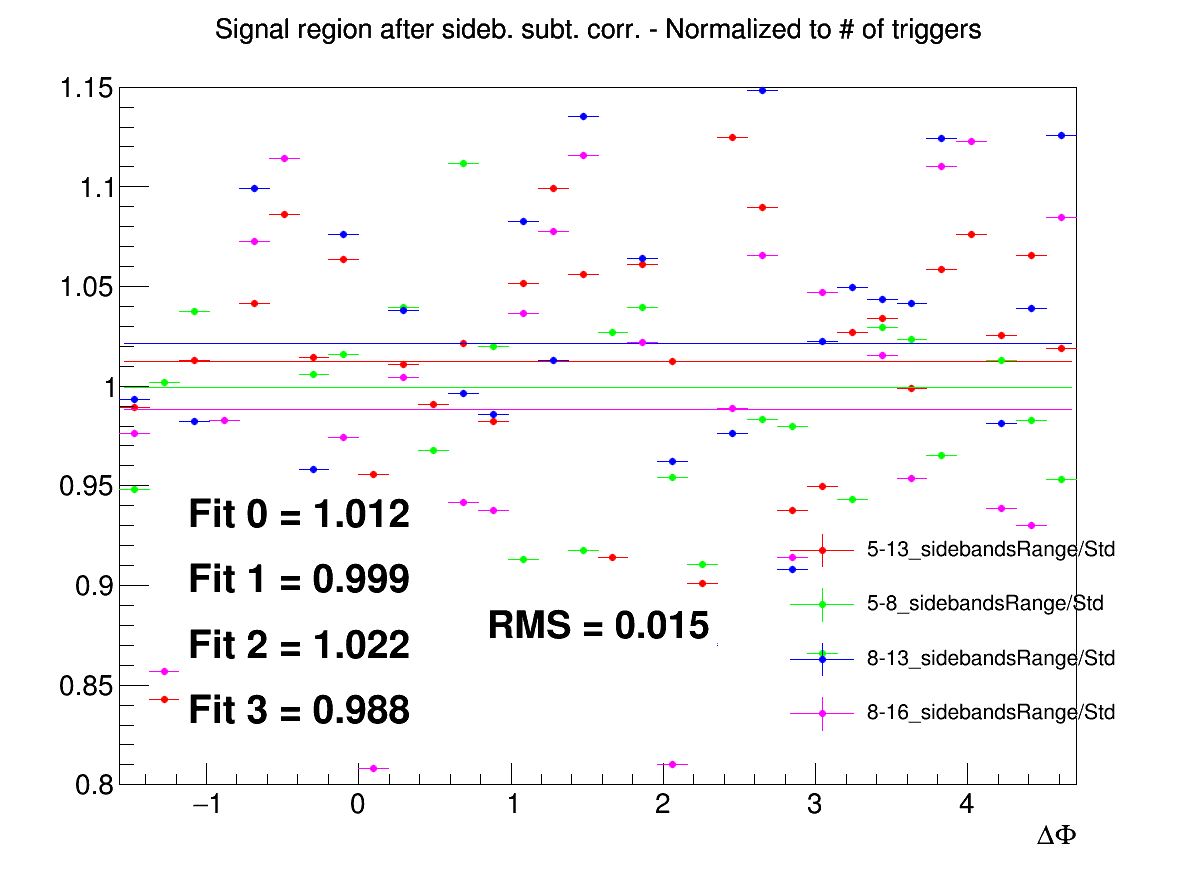 Signal region after sideb. subt. corr. - Normalized to # of triggers
1.15
1.1
1.05
1
0.95
0.9
0.85
0.8
Fit 0 = 1.012
Fit 1 = 0.999
Fit 2 = 1.022
Fit 3 = 0.988
RMS = 0.015
5-13_sidebandsRange/Std
5-8_sidebandsRange/Std
8-13_sidebandsRange/Std
8-16_sidebandsRange/Std
−1 0 1 2 3 4
ΔΦ